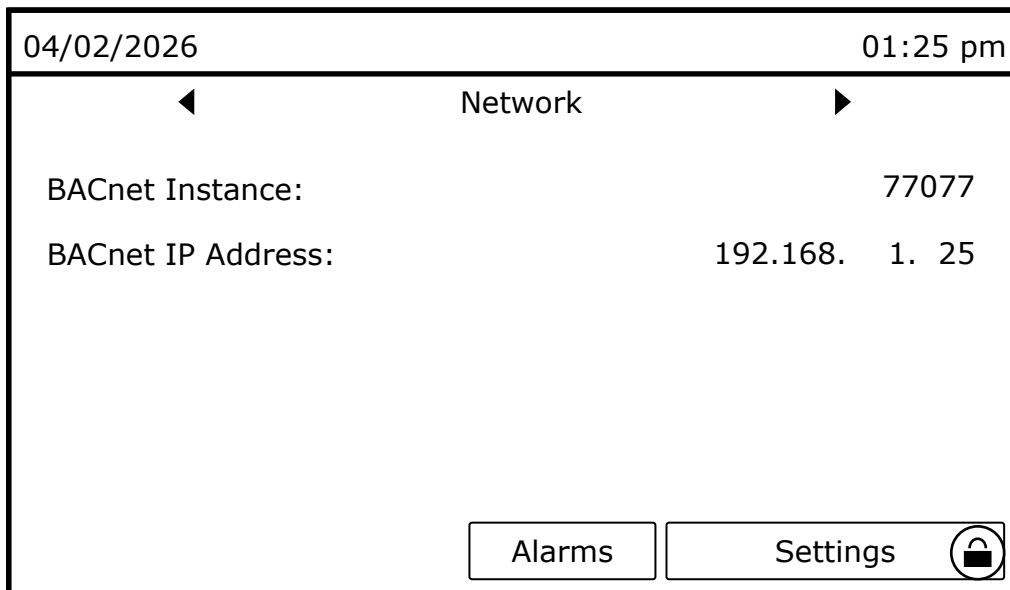 04/02/2026 01:25 pm
Network
BACnet Instance: 77077
BACnet IP Address: 192.168. 1. 25
Alarms Settings